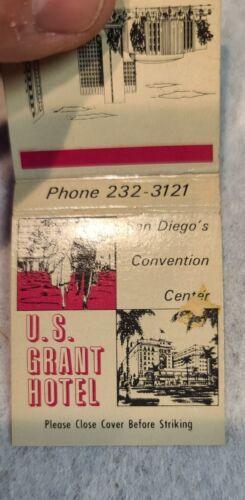 Phone 232-3121
San Diego's
Convention
Center
U.S.
GRANT
HOTEL
Please Close Cover Before Striking